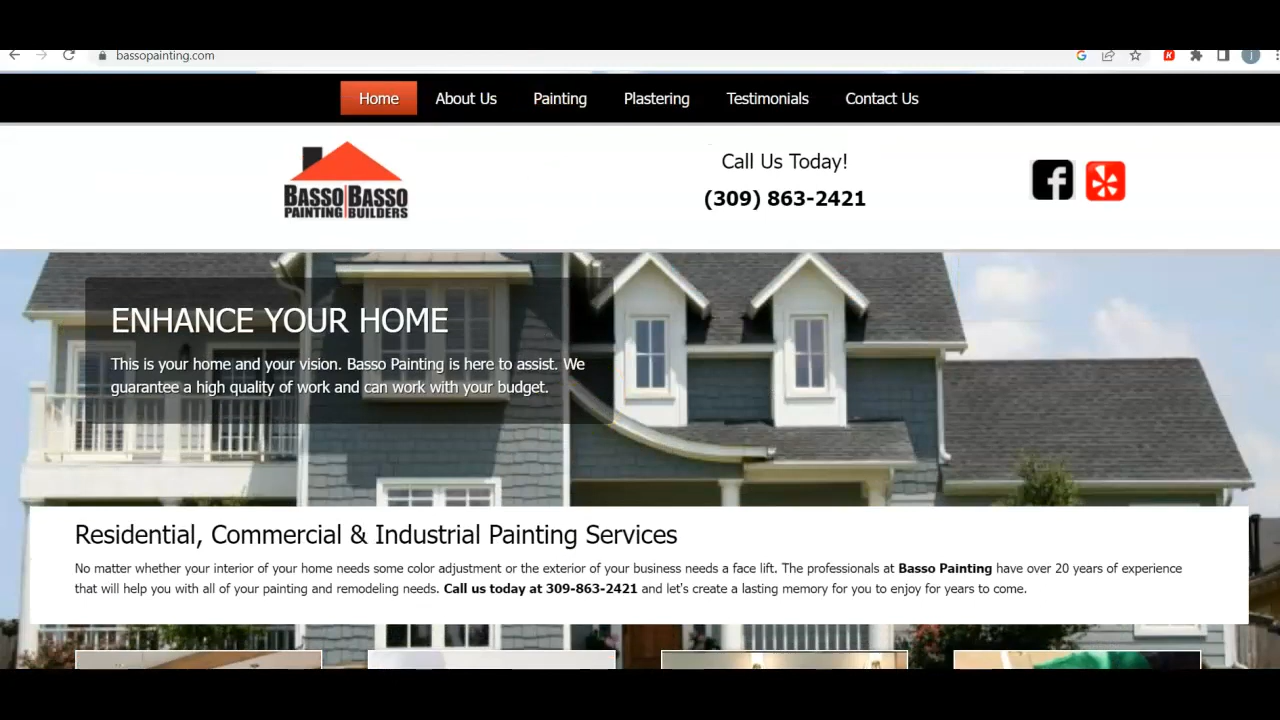 bassopainting.com
Home About Us Painting Plastering Testimonials Contact Us
BASSO BASSO
PAINTING BUILDERS
Call Us Today!
(309) 863-2421
ENHANCE YOUR HOME
This is your home and your vision. Basso Painting is here to assist. We
guarantee a high quality of work and can work with your budget.
Residential, Commercial & Industrial Painting Services
No matter whether your interior of your home needs some color adjustment or the exterior of your business needs a face lift. The professionals at Basso Painting have over 20 years of experience
that will help you with all of your painting and remodeling needs. Call us today at 309-863-2421 and let's create a lasting memory for you to enjoy for years to come.